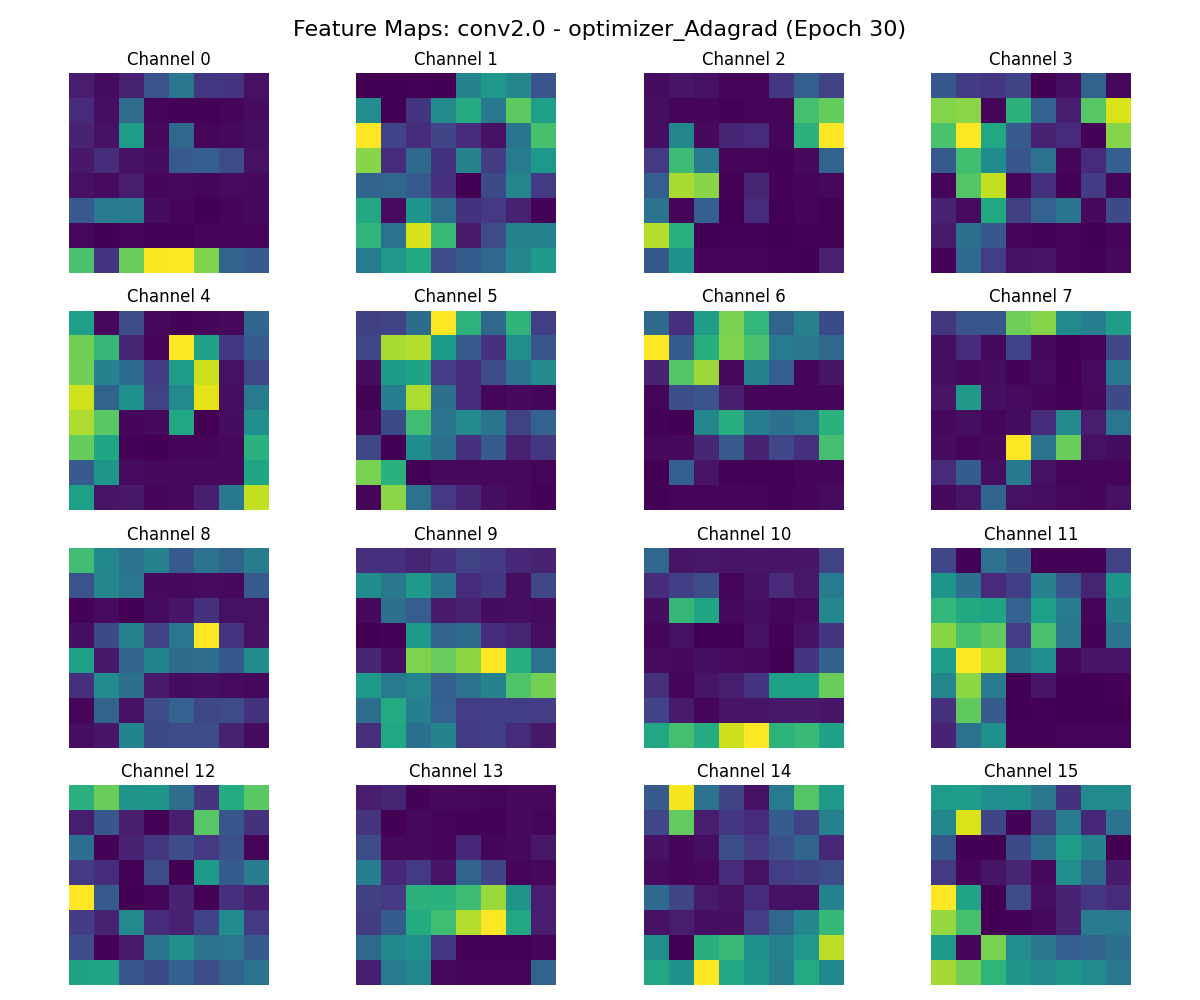 Feature Maps: conv2.0 - optimizer_Adagrad (Epoch 30)
Channel 0 Channel 1 Channel 2 Channel 3
Channel 4 Channel 5 Channel 6 Channel 7
Channel 8 Channel 9 Channel 10 Channel 11
Channel 12 Channel 13 Channel 14 Channel 15